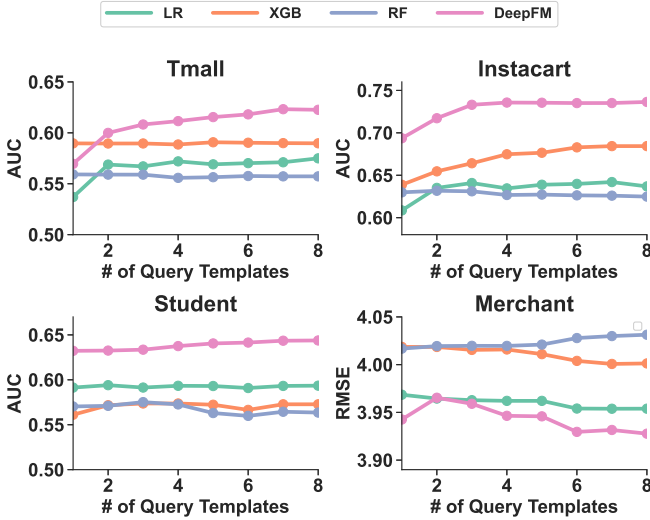 LR XGB RF DeepFM
Tmall
AUC
0.65
0.60
0.55
0.50
2 4 6 8
# of Query Templates
Instacart
AUC
0.75
0.70
0.65
0.60
2 4 6 8
# of Query Templates
Student
AUC
0.65
0.60
0.55
0.50
2 4 6 8
# of Query Templates
Merchant
RMSE
4.05
4.00
3.95
3.90
2 4 6 8
# of Query Templates